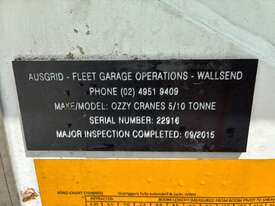 AUSGRID - FLEET GARAGE OPERATIONS - WALLSEND
PHONE (02) 4951 9409
MAKE/MODEL: OZZY CRANES 5/10 TONNE
SERIAL NUMBER: 22916
MAJOR INSPECTION COMPLETED: 09/2015